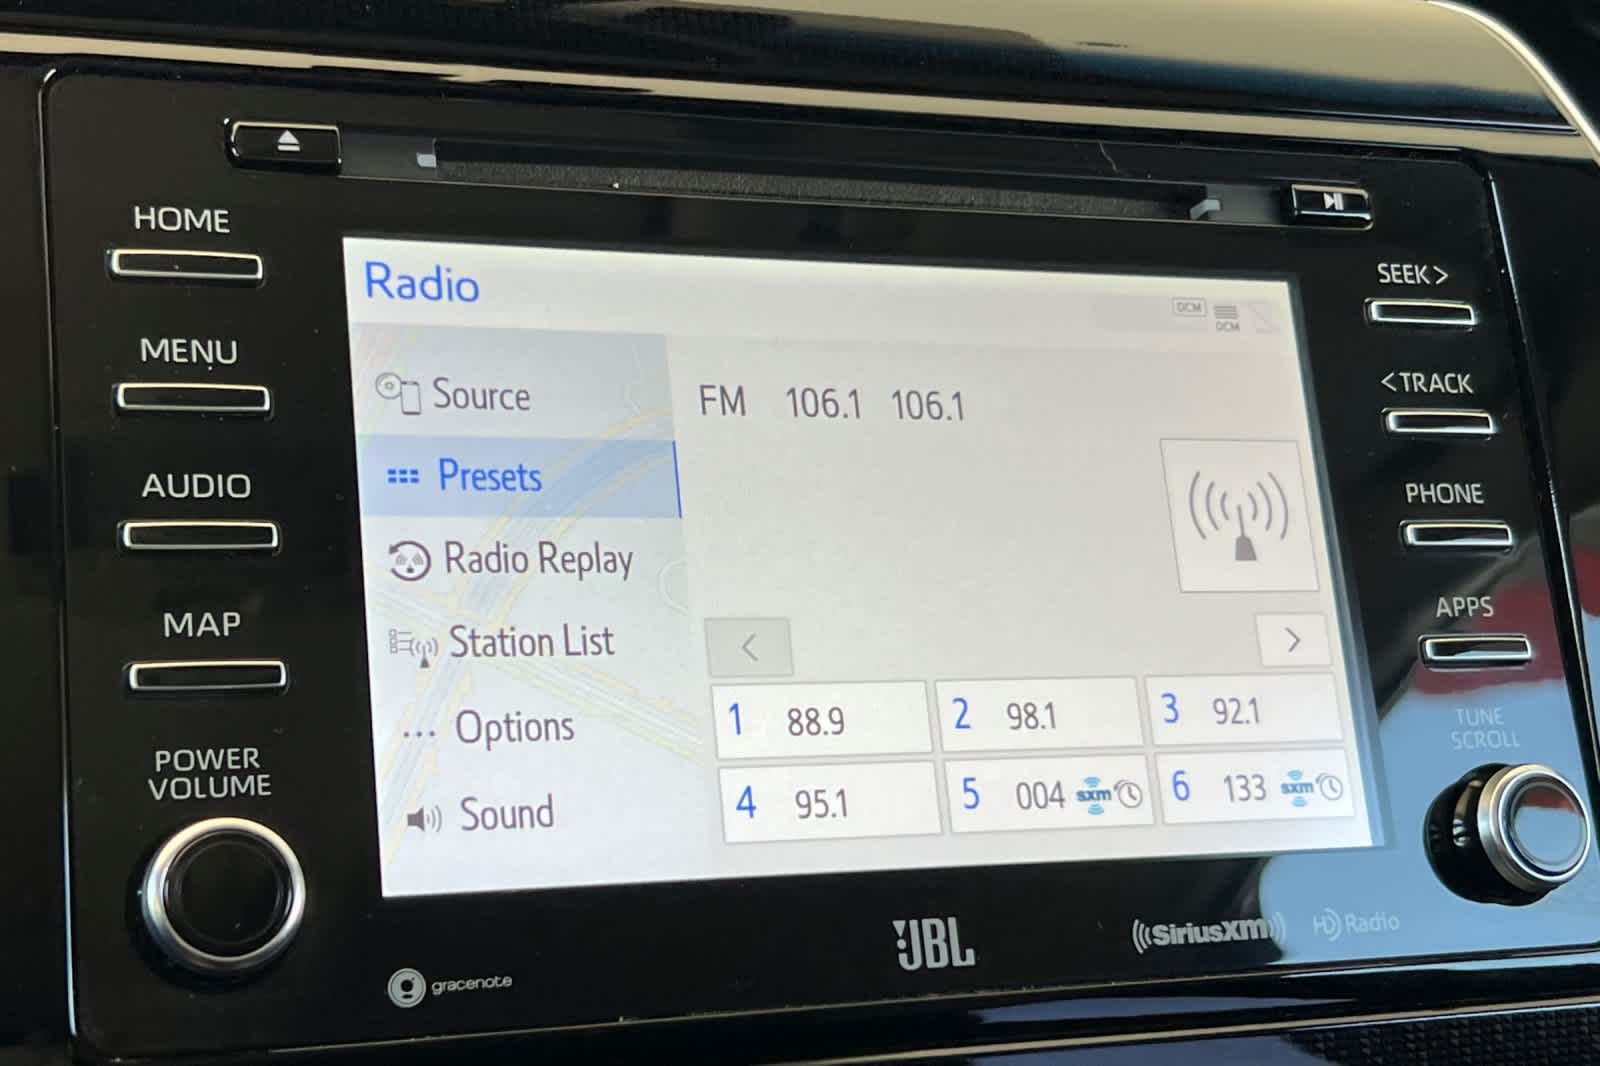 HOME
MENU
AUDIO
MAP
POWER
VOLUME
Radio
DCM
DCM
Source
Presets
Radio Replay
Station List
... Options
Sound
FM 106.1 106.1
<
>
1 88.9
2 98.1
3 92.1
4 95.1
5 004 sxm
6 133 sxm
SEEK >
< TRACK
PHONE
APPS
TUNE
SCROLL
gracenote
JBL
SiriusXM
HD Radio